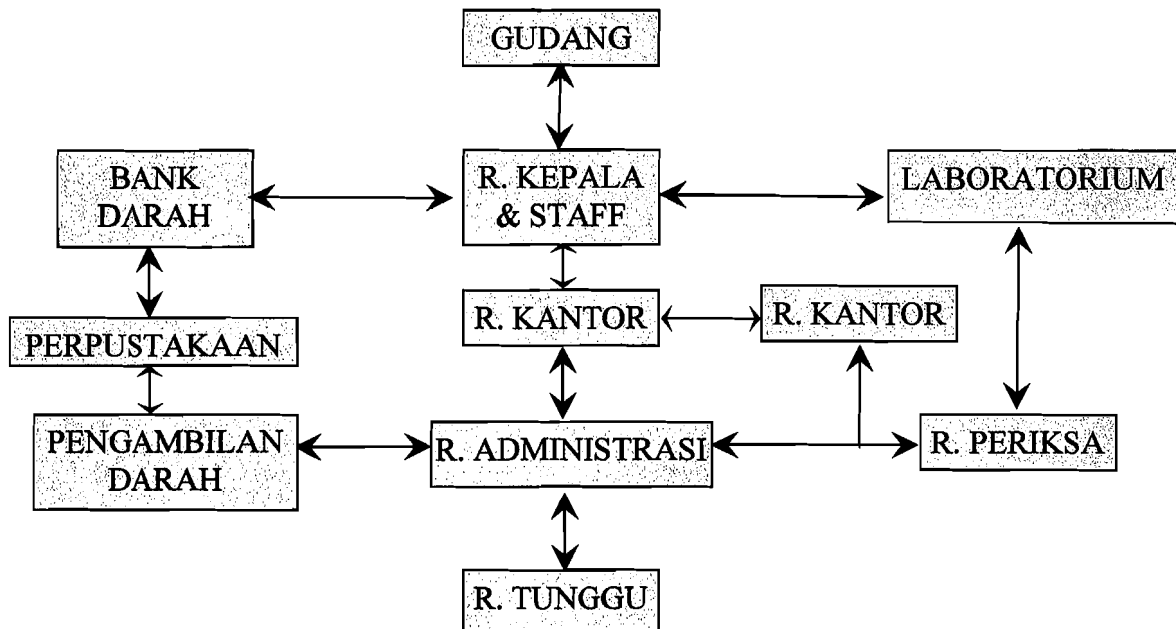 GUDANG
BANK
DARAH
R. KEPALA
& STAFF
LABORATORIUM
R. KANTOR
R. KANTOR
PERPUSTAKAAN
PENGAMBILAN
DARAH
R. ADMINISTRASI
R. PERIKSA
R. TUNGGU